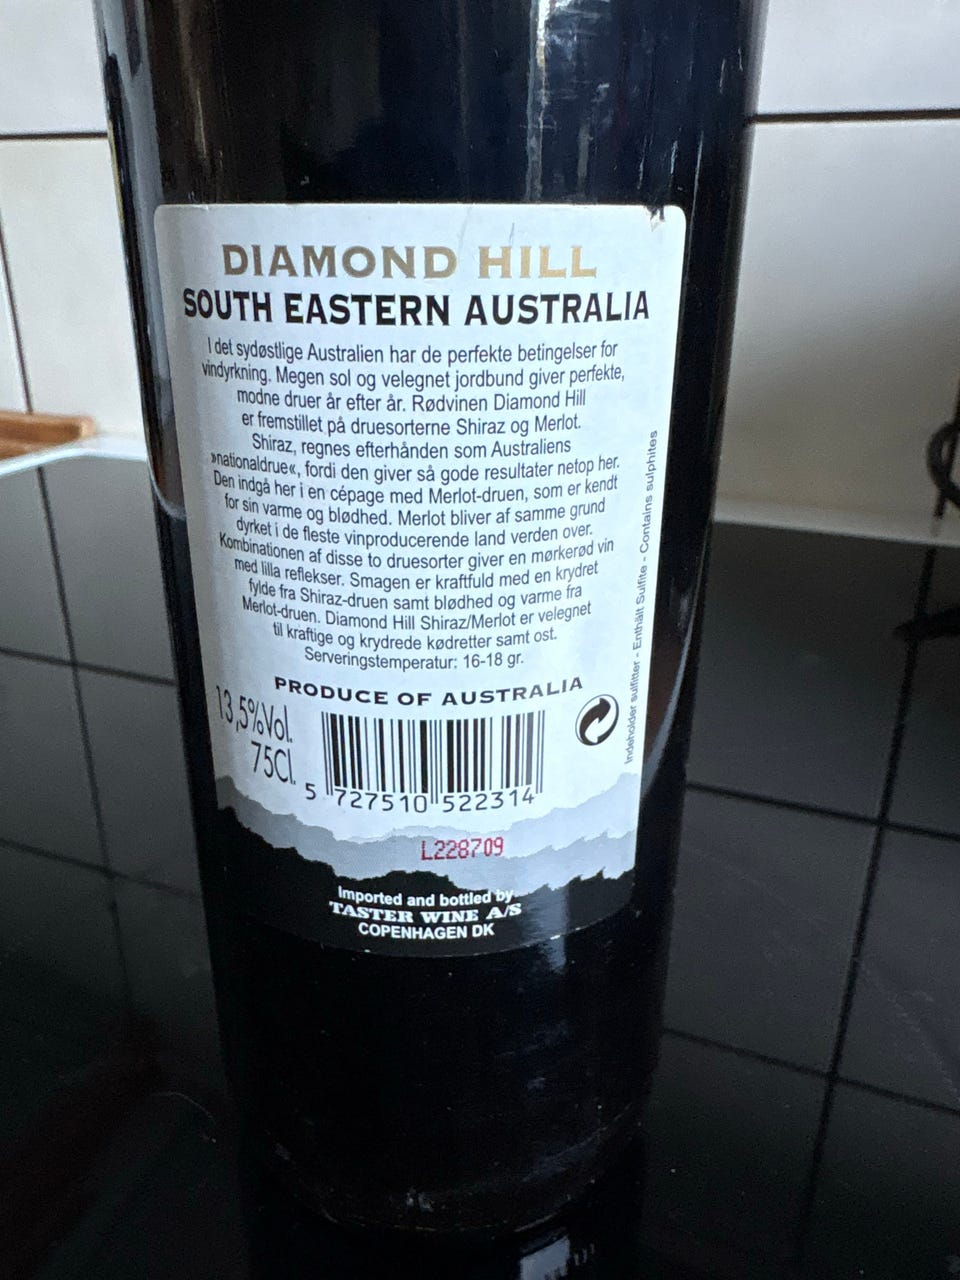 DIAMOND HILL
SOUTH EASTERN AUSTRALIA
I det sydøstlige Australien har de perfekte betingelser for
vindyrkning. Megen sol og velegnet jordbund giver perfekte,
modne druer år efter år. Rødvinen Diamond Hill
er fremstillet på druesorterne Shiraz og Merlot.
Shiraz, regnes efterhånden som Australiens
»nationaldrue«, fordi den giver så gode resultater netop her.
Den indgå her i en cépage med Merlot-druen, som er kendt
for sin varme og blødhed. Merlot bliver af samme grund
dyrket i de fleste vinproducerende land verden over.
Kombinationen af disse to druesorter giver en mørkerød vin
med lilla reflekser. Smagen er kraftfuld med en krydret
fylde fra Shiraz-druen samt blødhed og varme fra
Merlot-druen. Diamond Hill Shiraz/Merlot er velegnet
til kraftige og krydrede kødretter samt ost.
Serveringstemperatur: 16-18 gr.
PRODUCE OF AUSTRALIA
13,5%Vol.
75Cl.
5 727510 522314
Indeholder sulfitter - Enthält Sulfite - Contains sulphites
L228709
Imported and bottled by
TASTER WINE A/S
COPENHAGEN DK